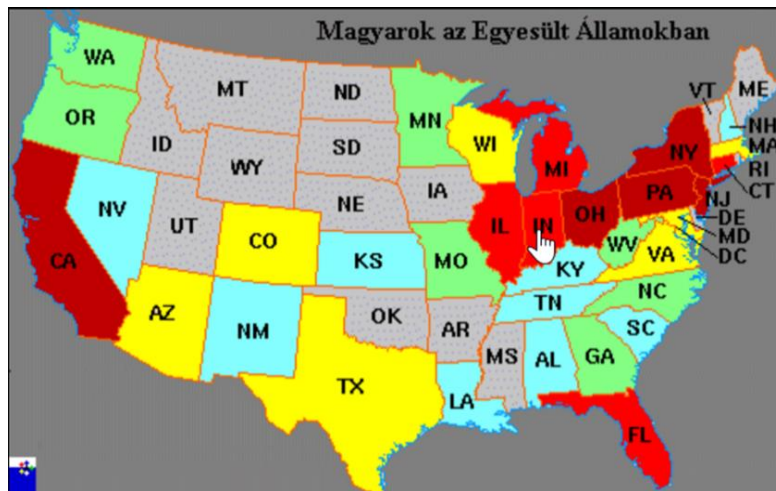 Magyarok az Egyesült Államokban
WA
MT
ND
MN
VT
ME
OR
ID
SD
WI
NH
MA
WY
MI
NY
RI
CT
IA
NE
PA
NJ
NV
UT
CO
IL
IN
OH
DE
MD
DC
CA
KS
MO
WV
VA
KY
AZ
NM
OK
TN
NC
AR
SC
MS
AL
GA
TX
LA
FL